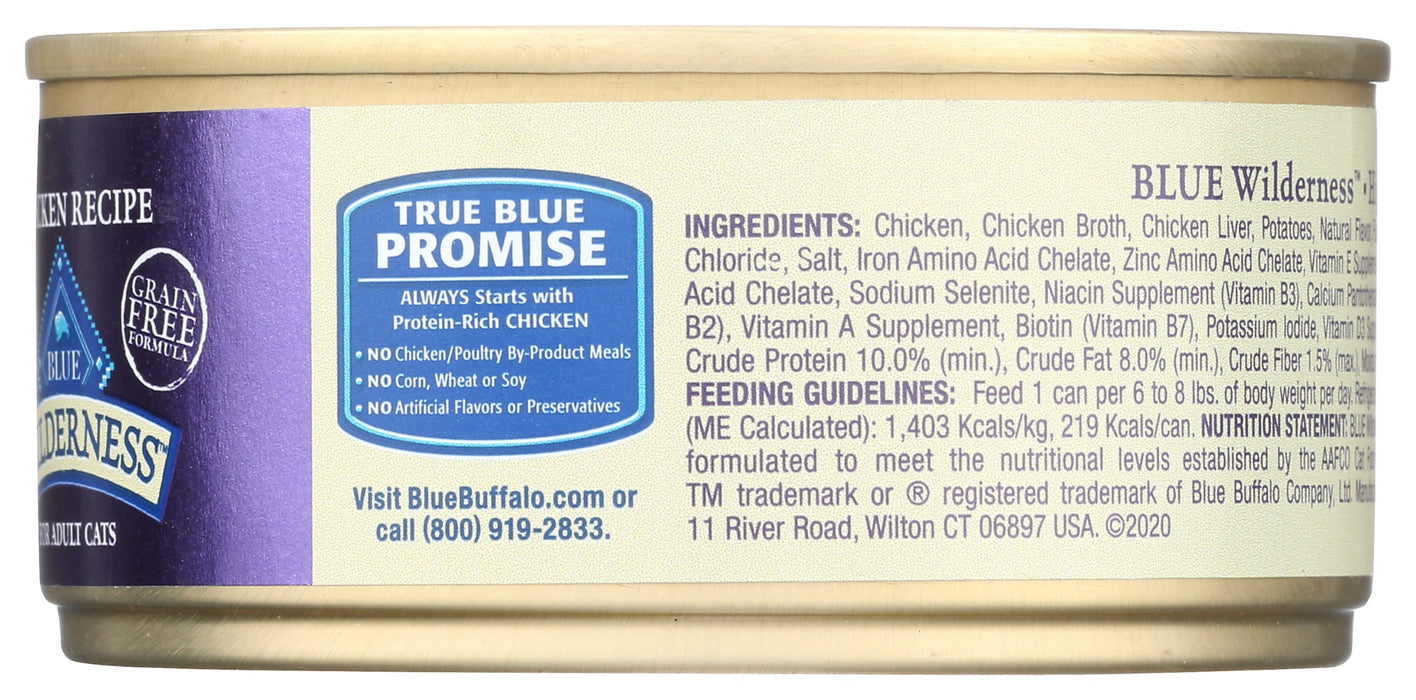 RECIPE
GRAIN
FREE
FORMULA
BLUE
FOR ADULT CATS
TRUE BLUE
PROMISE
ALWAYS Starts with
Protein-Rich CHICKEN
• NO Chicken/Poultry By-Product Meals
• NO Corn, Wheat or Soy
• NO Artificial Flavors or Preservatives
Visit BlueBuffalo.com or
call (800) 919-2833.
BLUE Wilderness™ •
INGREDIENTS: Chicken, Chicken Broth, Chicken Liver, Potatoes, Natural Flavor,
Chloride, Salt, Iron Amino Acid Chelate, Zinc Amino Acid Chelate, Vitamin E
Acid Chelate, Sodium Selenite, Niacin Supplement (Vitamin B3), Calcium
B2), Vitamin A Supplement, Biotin (Vitamin B7), Potassium Iodide, Vitamin D3
Crude Protein 10.0% (min.), Crude Fat 8.0% (min.), Crude Fiber 1.5% (max.),
FEEDING GUIDELINES: Feed 1 can per 6 to 8 lbs. of body weight per day.
(ME Calculated): 1,403 Kcals/kg, 219 Kcals/can. NUTRITION STATEMENT: BLUE
formulated to meet the nutritional levels established by the AAFCO
TM trademark or ® registered trademark of Blue Buffalo Company, Ltd.
11 River Road, Wilton CT 06897 USA. ©2020